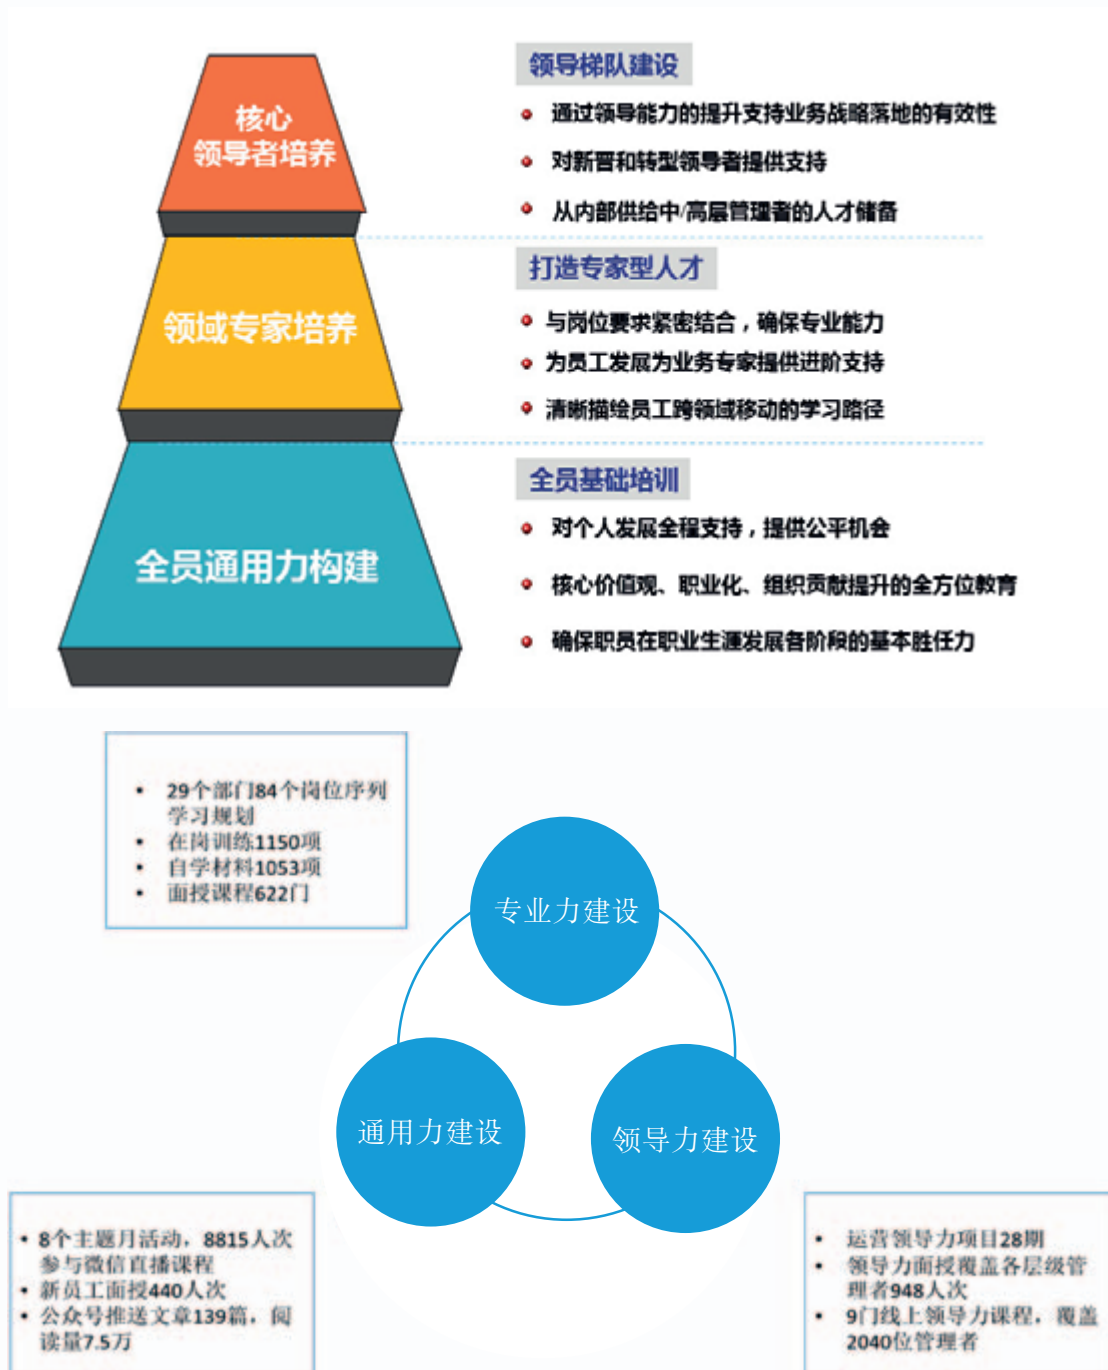 核心
领导者培养
领导梯队建设
通过领导能力的提升支持业务战略落地的有效性
对新晋和转型领导者提供支持
从内部供给中/高层管理者的人才储备
领域专家培养
打造专家型人才
与岗位要求紧密结合，确保专业能力
为员工发展为业务专家提供进阶支持
清晰描绘员工跨领域移动的学习路径
全员通用力构建
全员基础培训
对个人发展全程支持，提供公平机会
核心价值观、职业化、组织贡献提升的全方位教育
确保职员在职业生涯发展各阶段的基本胜任力
• 29个部门84个岗位序列
学习规划
• 在岗训练1150项
• 自学材料1053项
• 面授课程622门
专业力建设
通用力建设
领导力建设
• 8个主题月活动，8815人次
参与微信直播课程
• 新员工面授440人次
• 公众号推送文章139篇，阅
读量7.5万
• 运营领导力项目28期
• 领导力面授覆盖各层级管
理者948人次
• 9门线上领导力课程，覆盖
2040位管理者